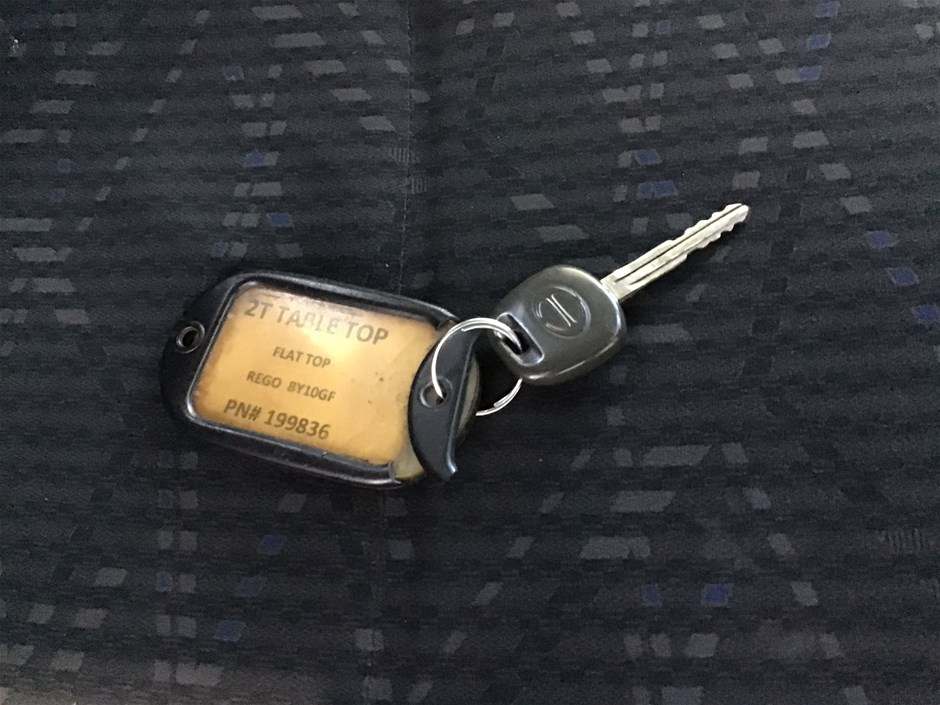 2T TABLE TOP
FLAT TOP
REGO BY10GF
PN# 199836